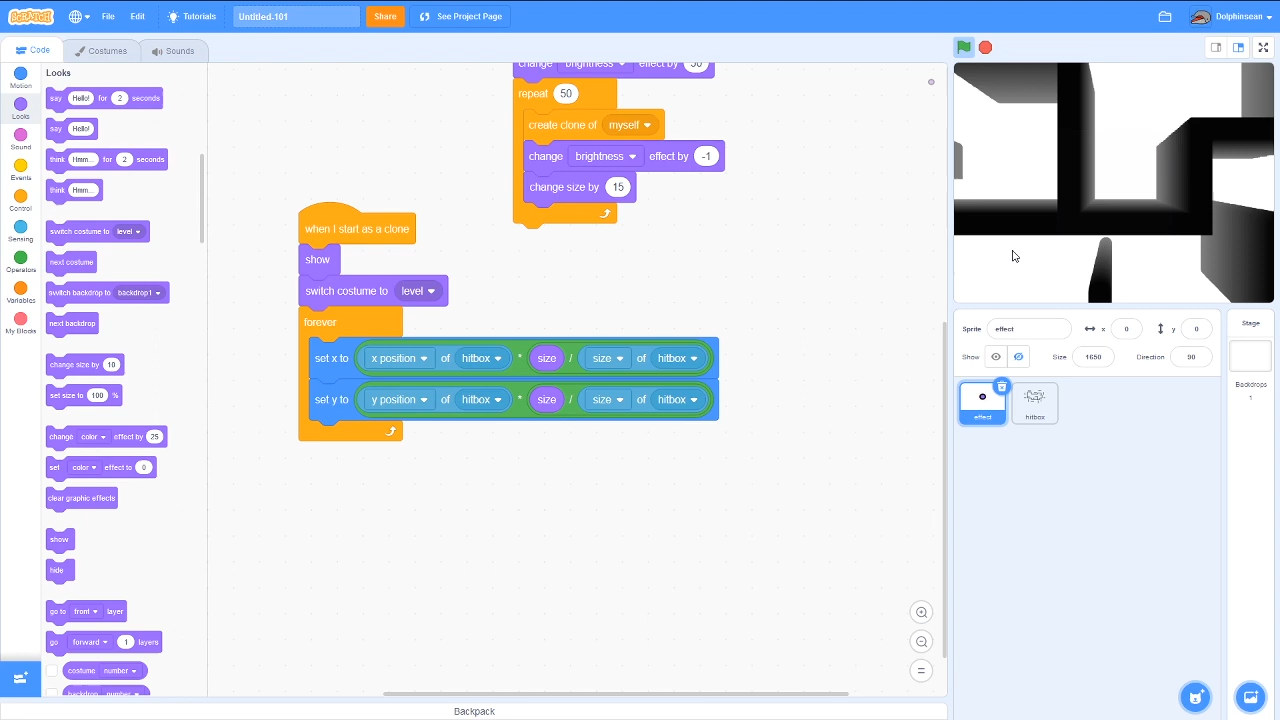 SCRATCH File Edit Tutorials Untitled-101 Share See Project Page Dolphinsean
Code Costumes Sounds
Motion
Looks
Sound
Events
Control
Sensing
Operators
Variables
My Blocks
Looks
say Hello! for 2 seconds
say Hello!
think Hmm... for 2 seconds
think Hmm...
switch costume to level
next costume
switch backdrop to backdrop1
next backdrop
change size by 10
set size to 100 %
change color effect by 25
set color effect to 0
clear graphic effects
show
hide
go to front layer
go forward 1 layers
costume number
backdrop number
change brightness effect by 50
repeat 50
create clone of myself
change brightness effect by -1
change size by 15
when I start as a clone
show
switch costume to level
forever
set x to x position of hitbox * size / size of hitbox
set y to y position of hitbox * size / size of hitbox
Sprite effect x 0 y 0
Show Size 1650 Direction 90
effect
hitbox
Stage
Backdrops
1
Backpack